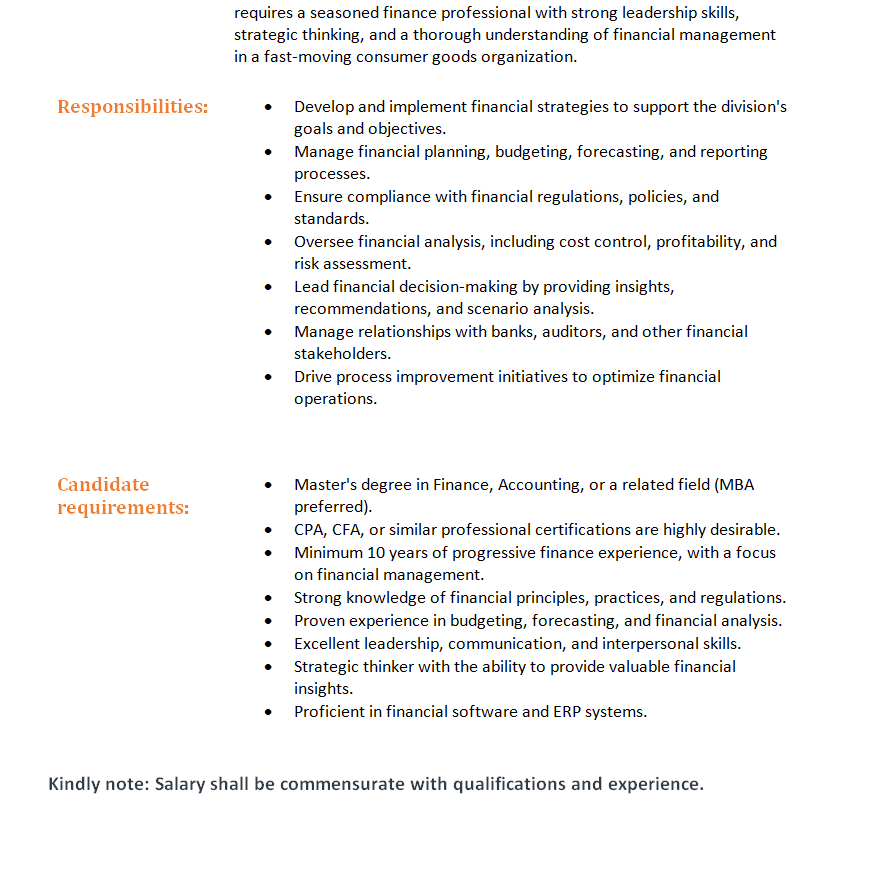 requires a seasoned finance professional with strong leadership skills,
strategic thinking, and a thorough understanding of financial management
in a fast-moving consumer goods organization.
Responsibilities:
• Develop and implement financial strategies to support the division's
goals and objectives.
• Manage financial planning, budgeting, forecasting, and reporting
processes.
• Ensure compliance with financial regulations, policies, and
standards.
• Oversee financial analysis, including cost control, profitability, and
risk assessment.
• Lead financial decision-making by providing insights,
recommendations, and scenario analysis.
• Manage relationships with banks, auditors, and other financial
stakeholders.
• Drive process improvement initiatives to optimize financial
operations.
Candidate
requirements:
• Master's degree in Finance, Accounting, or a related field (MBA
preferred).
• CPA, CFA, or similar professional certifications are highly desirable.
• Minimum 10 years of progressive finance experience, with a focus
on financial management.
• Strong knowledge of financial principles, practices, and regulations.
• Proven experience in budgeting, forecasting, and financial analysis.
• Excellent leadership, communication, and interpersonal skills.
• Strategic thinker with the ability to provide valuable financial
insights.
• Proficient in financial software and ERP systems.
Kindly note: Salary shall be commensurate with qualifications and experience.